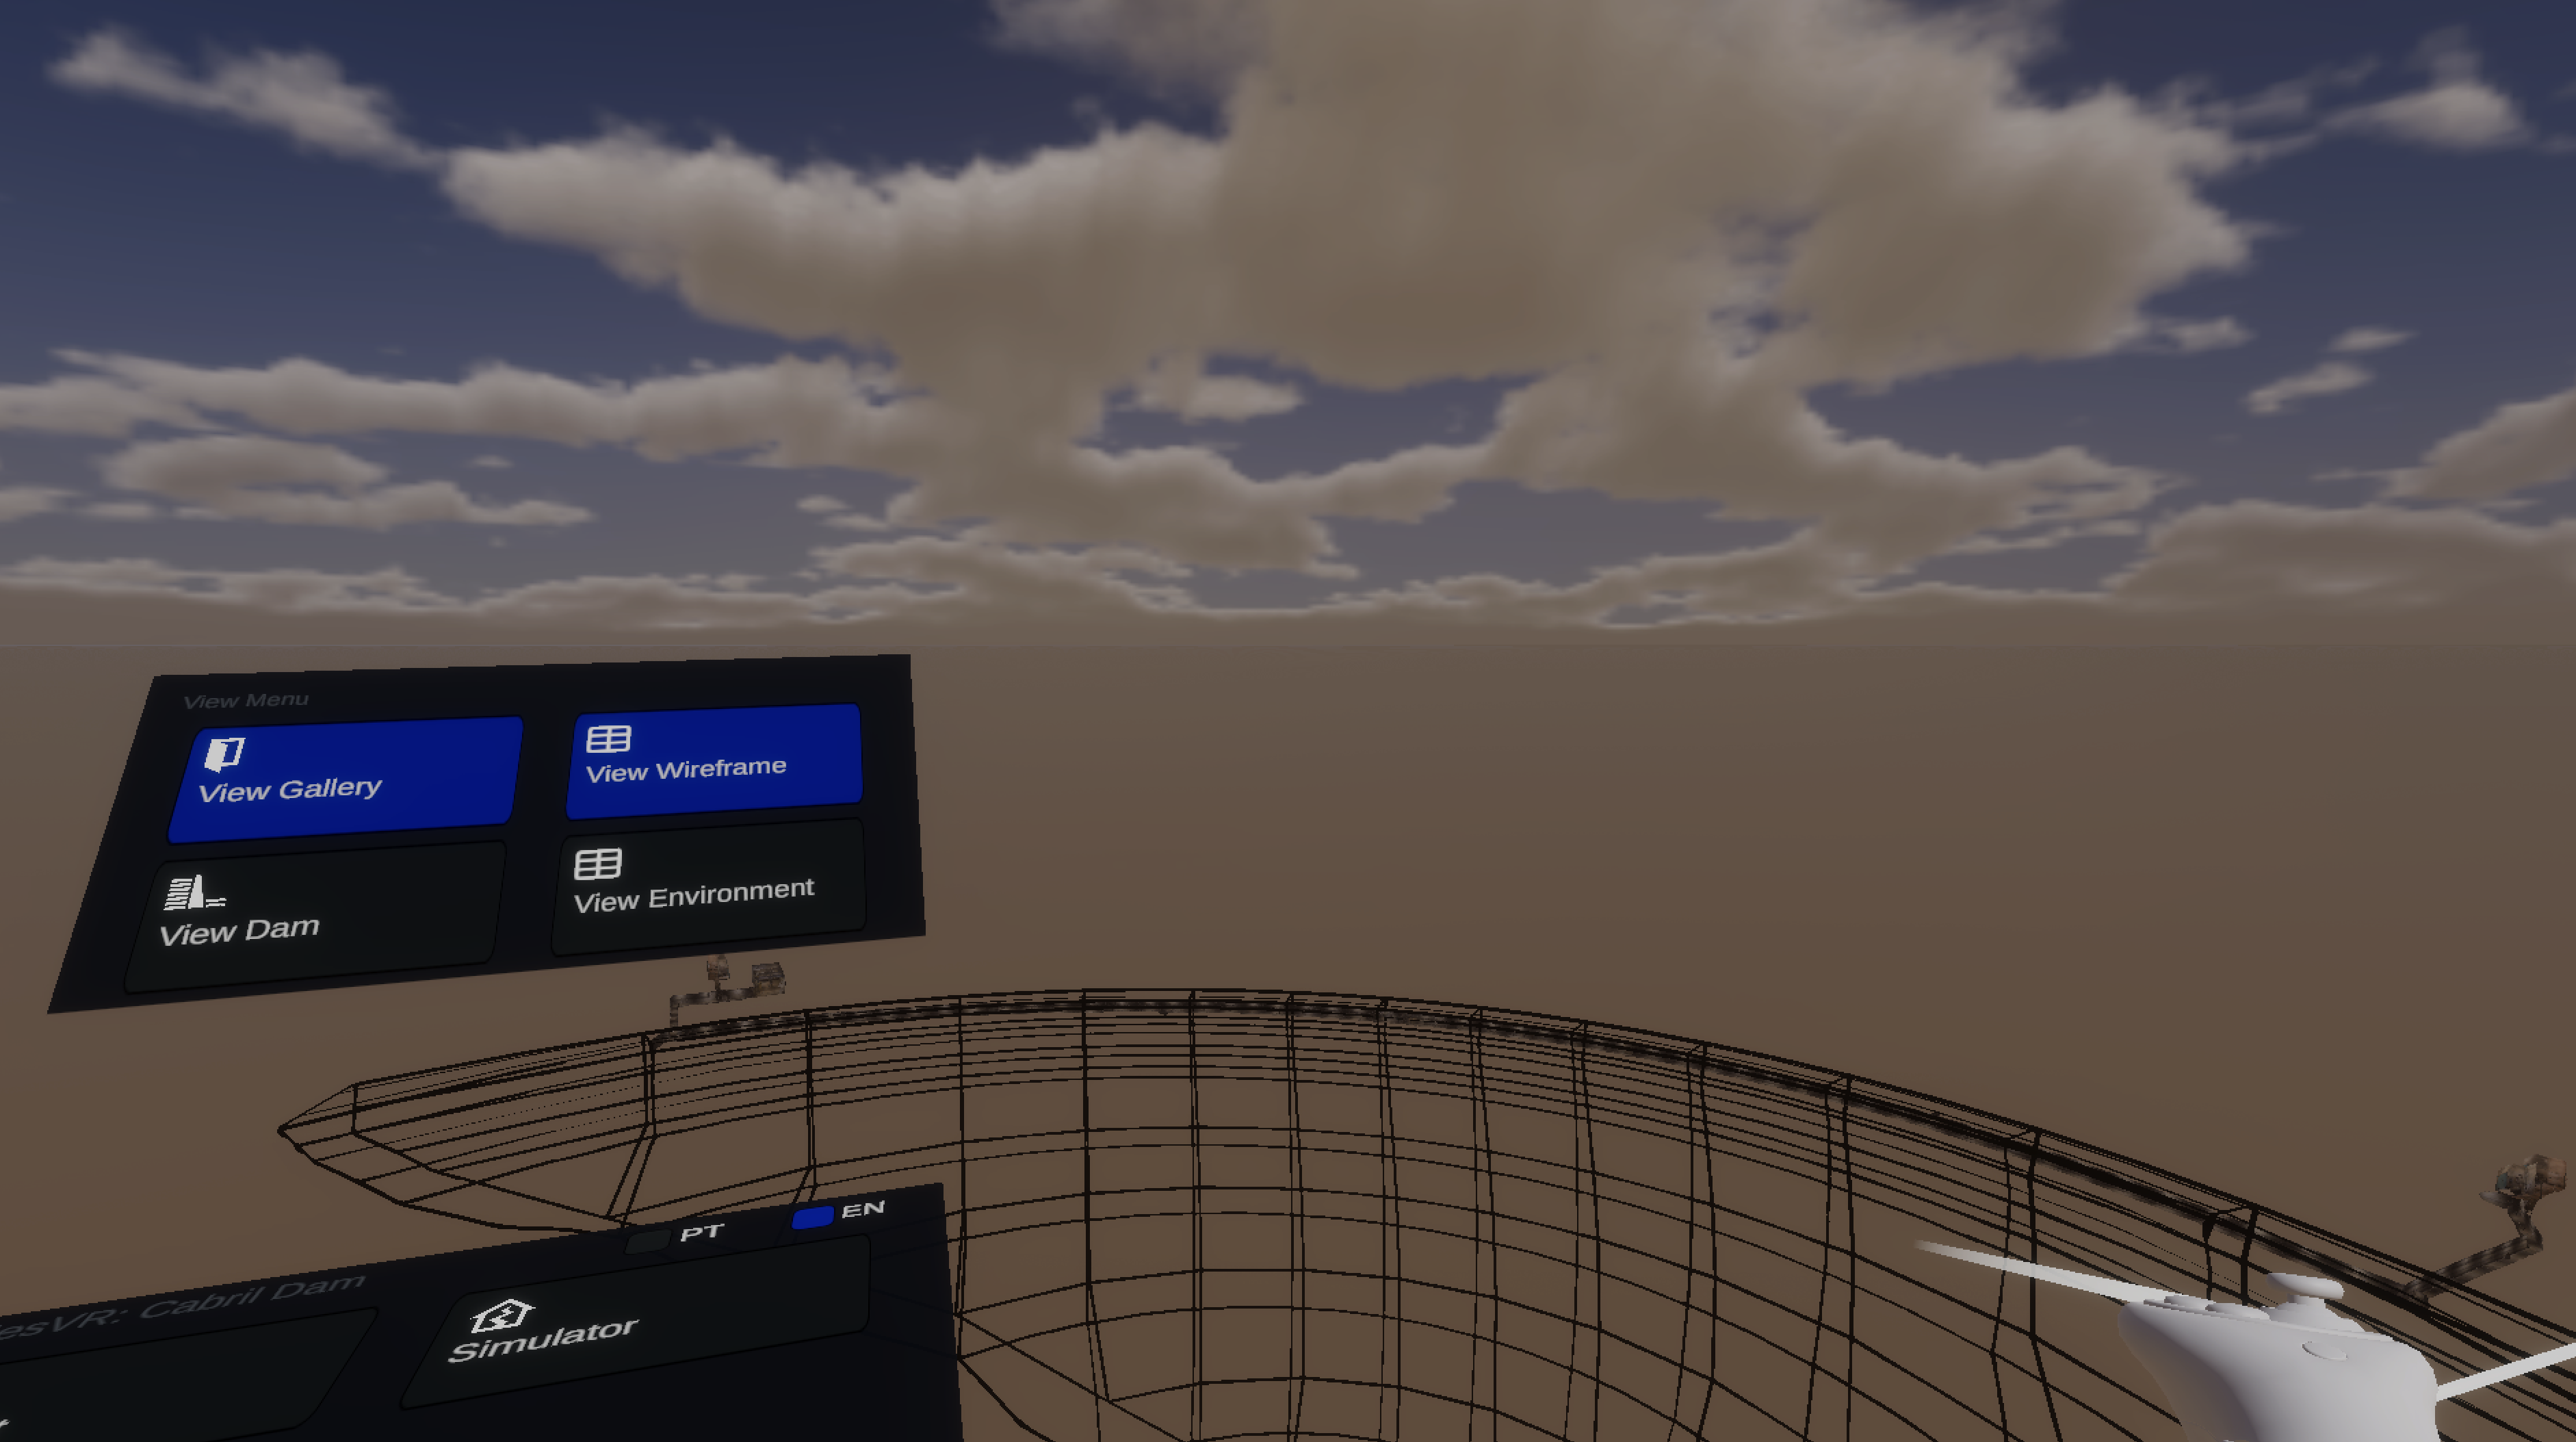 View Menu
View Gallery
View Wireframe
View Dam
View Environment
PT
EN
Cabril Dam
Simulator